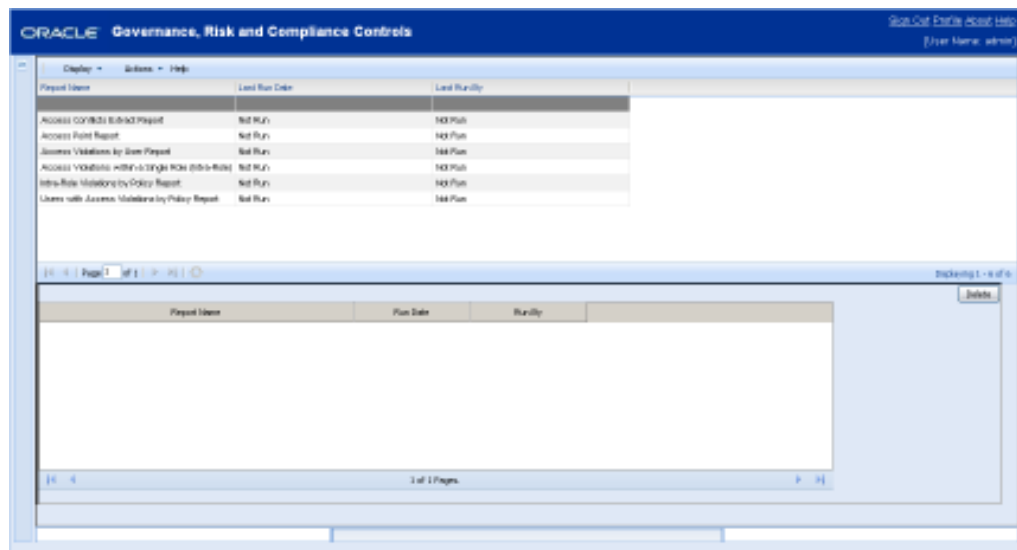 ORACLE Governance, Risk and Compliance Controls
Sign Out Profile About Help
(User Name: admin)
Display Actions Help
Report Name Last Run Date Last Run By
Access Conflicts Extract Report Not Run Not Run
Access Point Report Not Run Not Run
Access Violations by User Report Not Run Not Run
Access Violations within a Single Role (Intra-Role) Not Run Not Run
Intra-Role Violations by Policy Report Not Run Not Run
Users with Access Violations by Policy Report Not Run Not Run
Page 1 of 1
Displaying 1 - 6 of 6
Delete
Report Name Run Date Run By
1 of 1 Pages.